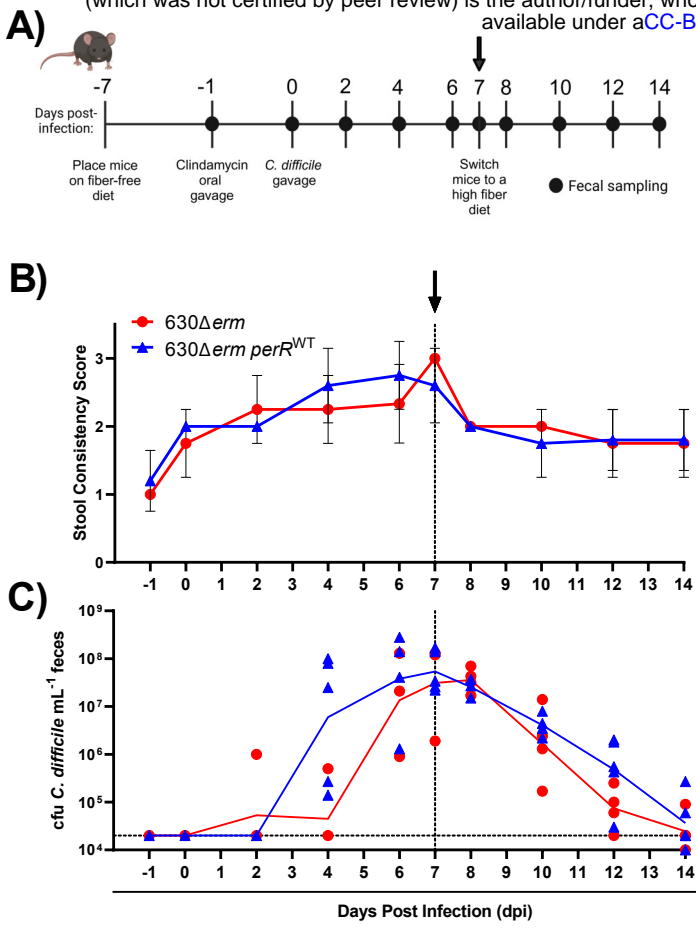 (which was not certified by peer review) is the author/funder, who
available under aCC-B
A)
-7 -1 0 2 4 6 7 8 10 12 14
Days post-
infection:
Place mice
on fiber-free
diet
Clindamycin
oral
gavage
C. difficile
gavage
Switch
mice to a
high fiber
diet
Fecal sampling
B)
630Δerm
630Δerm perRWT
Stool Consistency Score
3
2
1
0
-1 0 1 2 3 4 5 6 7 8 9 10 11 12 13 14
C)
cfu C. difficile mL-1 feces
109
108
107
106
105
104
-1 0 1 2 3 4 5 6 7 8 9 10 11 12 13 14
Days Post Infection (dpi)